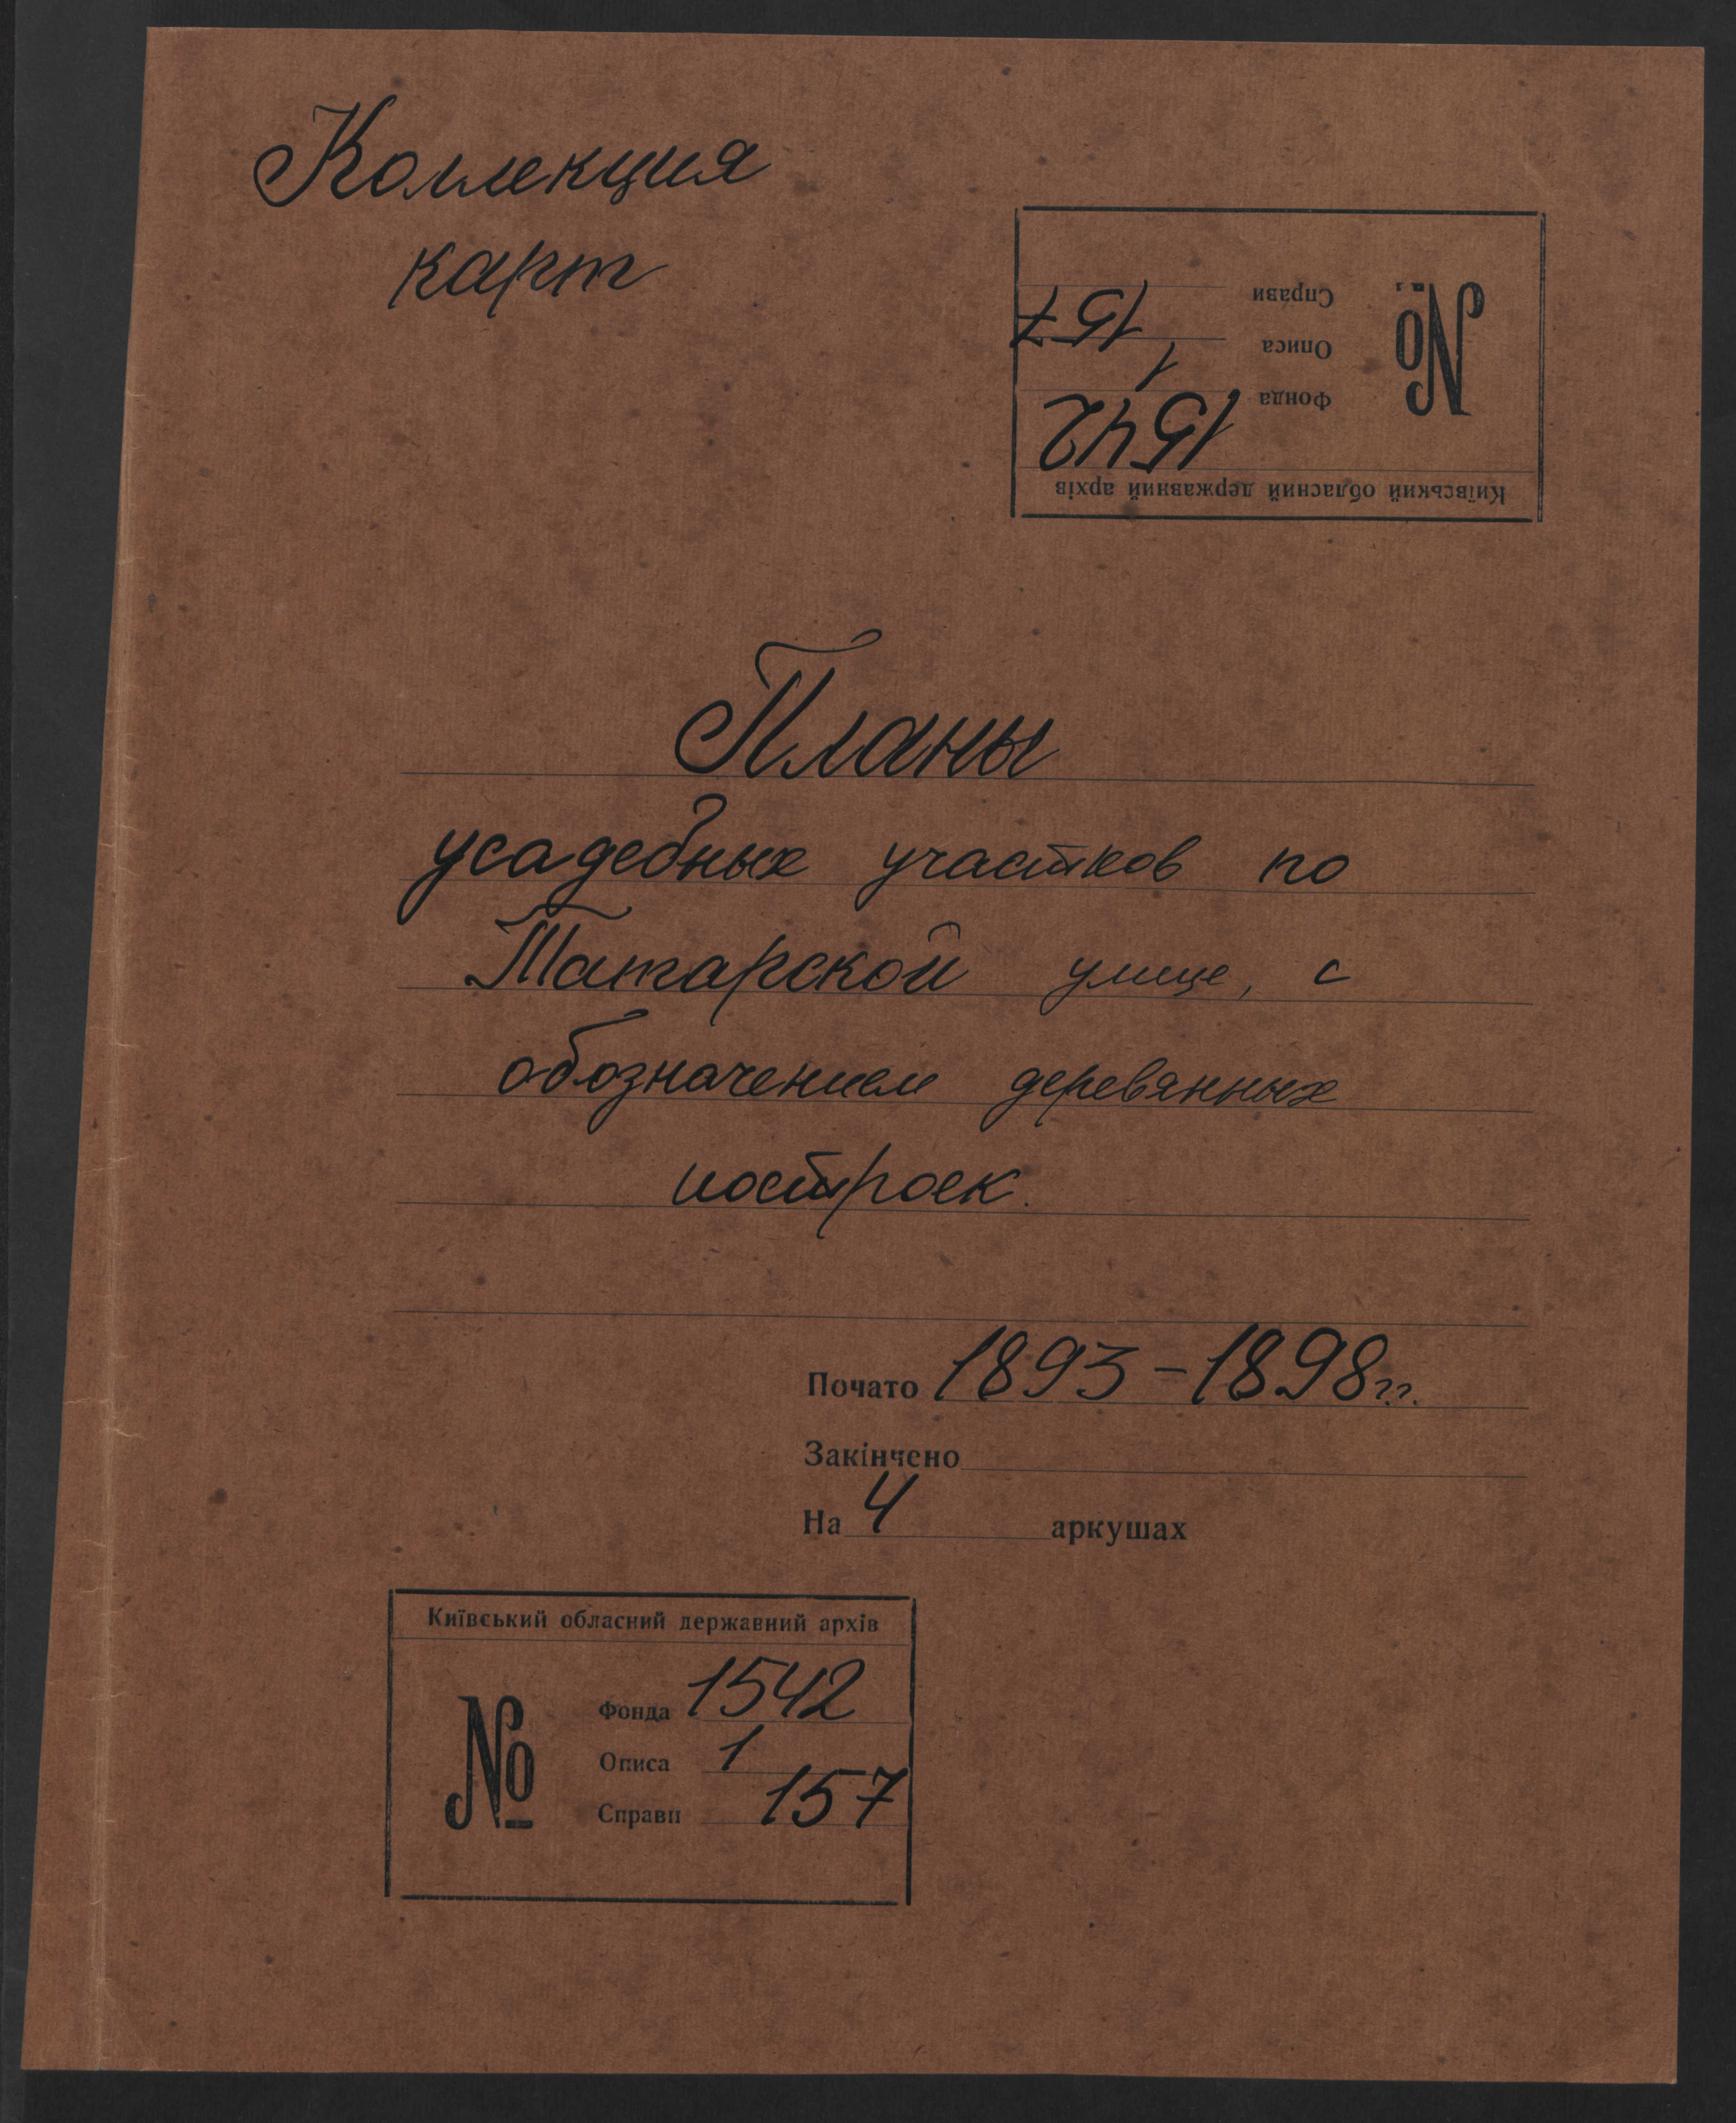 Коллекция
карт
Київський обласний державний архів
№
Фонда 1542
Описа 1
Справи 157
Планы
усадебных участков по
Татарской улице, с
обозначением деревянных
построек.
Почато 1893-1898гг.
Закінчено
На 4 аркушах
Київський обласний державний архів
№
Фонда 1542
Описа 1
Справи 157